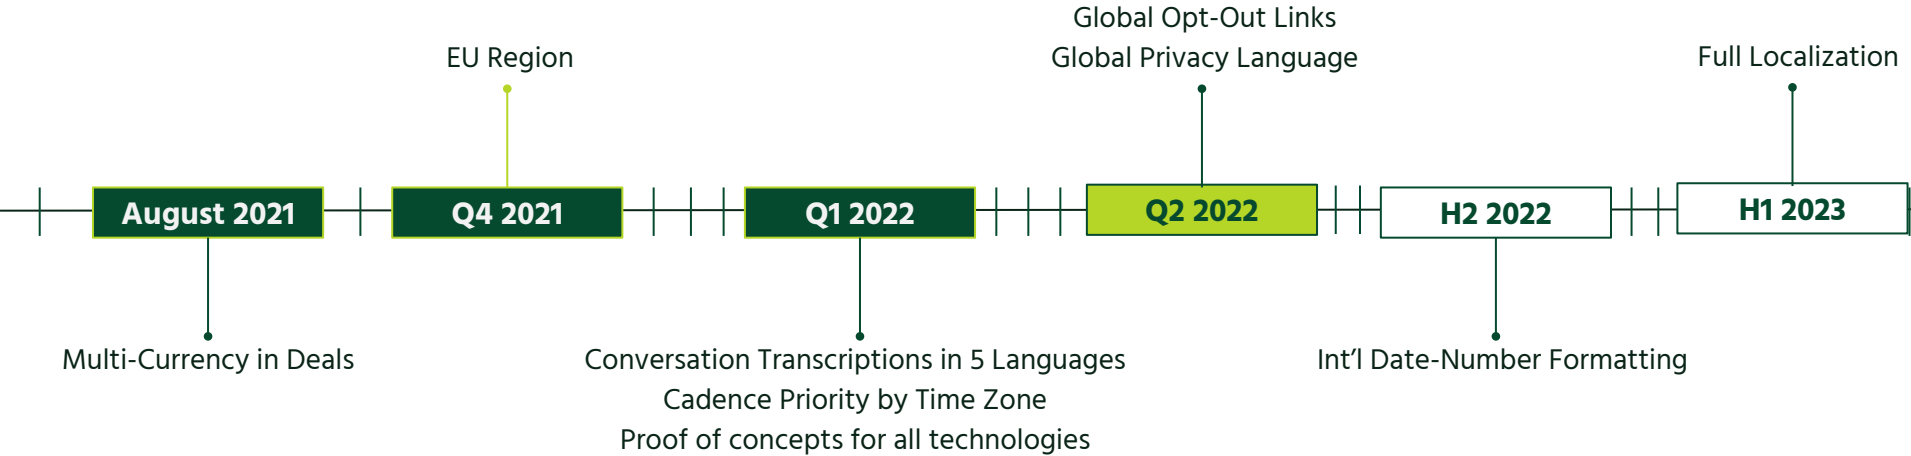 Global Opt-Out Links
EU Region
Global Privacy Language
Full Localization
August 2021
Q4 2021
Q1 2022
Q2 2022
H2 2022
H1 2023
Multi-Currency in Deals
Conversation Transcriptions in 5 Languages
Int’l Date-Number Formatting
Cadence Priority by Time Zone
Proof of concepts for all technologies